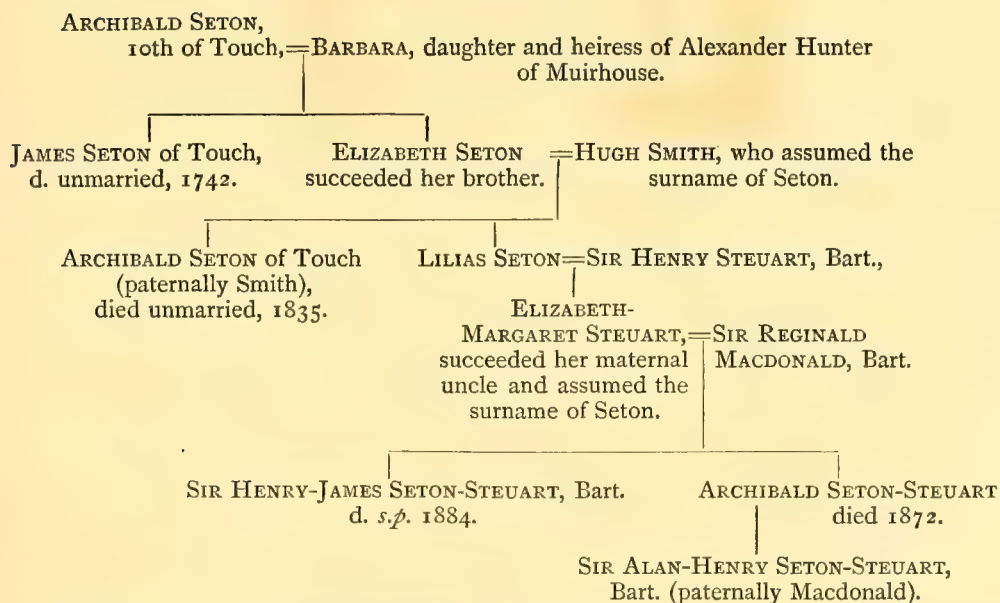 ARCHIBALD SETON,
10th of Touch,=BARBARA, daughter and heiress of Alexander Hunter
of Muirhouse.
JAMES SETON of Touch,
d. unmarried, 1742.
ELIZABETH SETON
succeeded her brother.
=HUGH SMITH, who assumed the
surname of Seton.
ARCHIBALD SETON of Touch
(paternally Smith),
died unmarried, 1835.
LILIAS SETON=SIR HENRY STEUART, Bart.,
ELIZABETH-
MARGARET STEUART,=SIR REGINALD
succeeded her maternal MACDONALD, Bart.
uncle and assumed the
surname of Seton.
SIR HENRY-JAMES SETON-STEUART, Bart.
d. s.p. 1884.
ARCHIBALD SETON-STEUART
died 1872.
SIR ALAN-HENRY SETON-STEUART,
Bart. (paternally Macdonald).